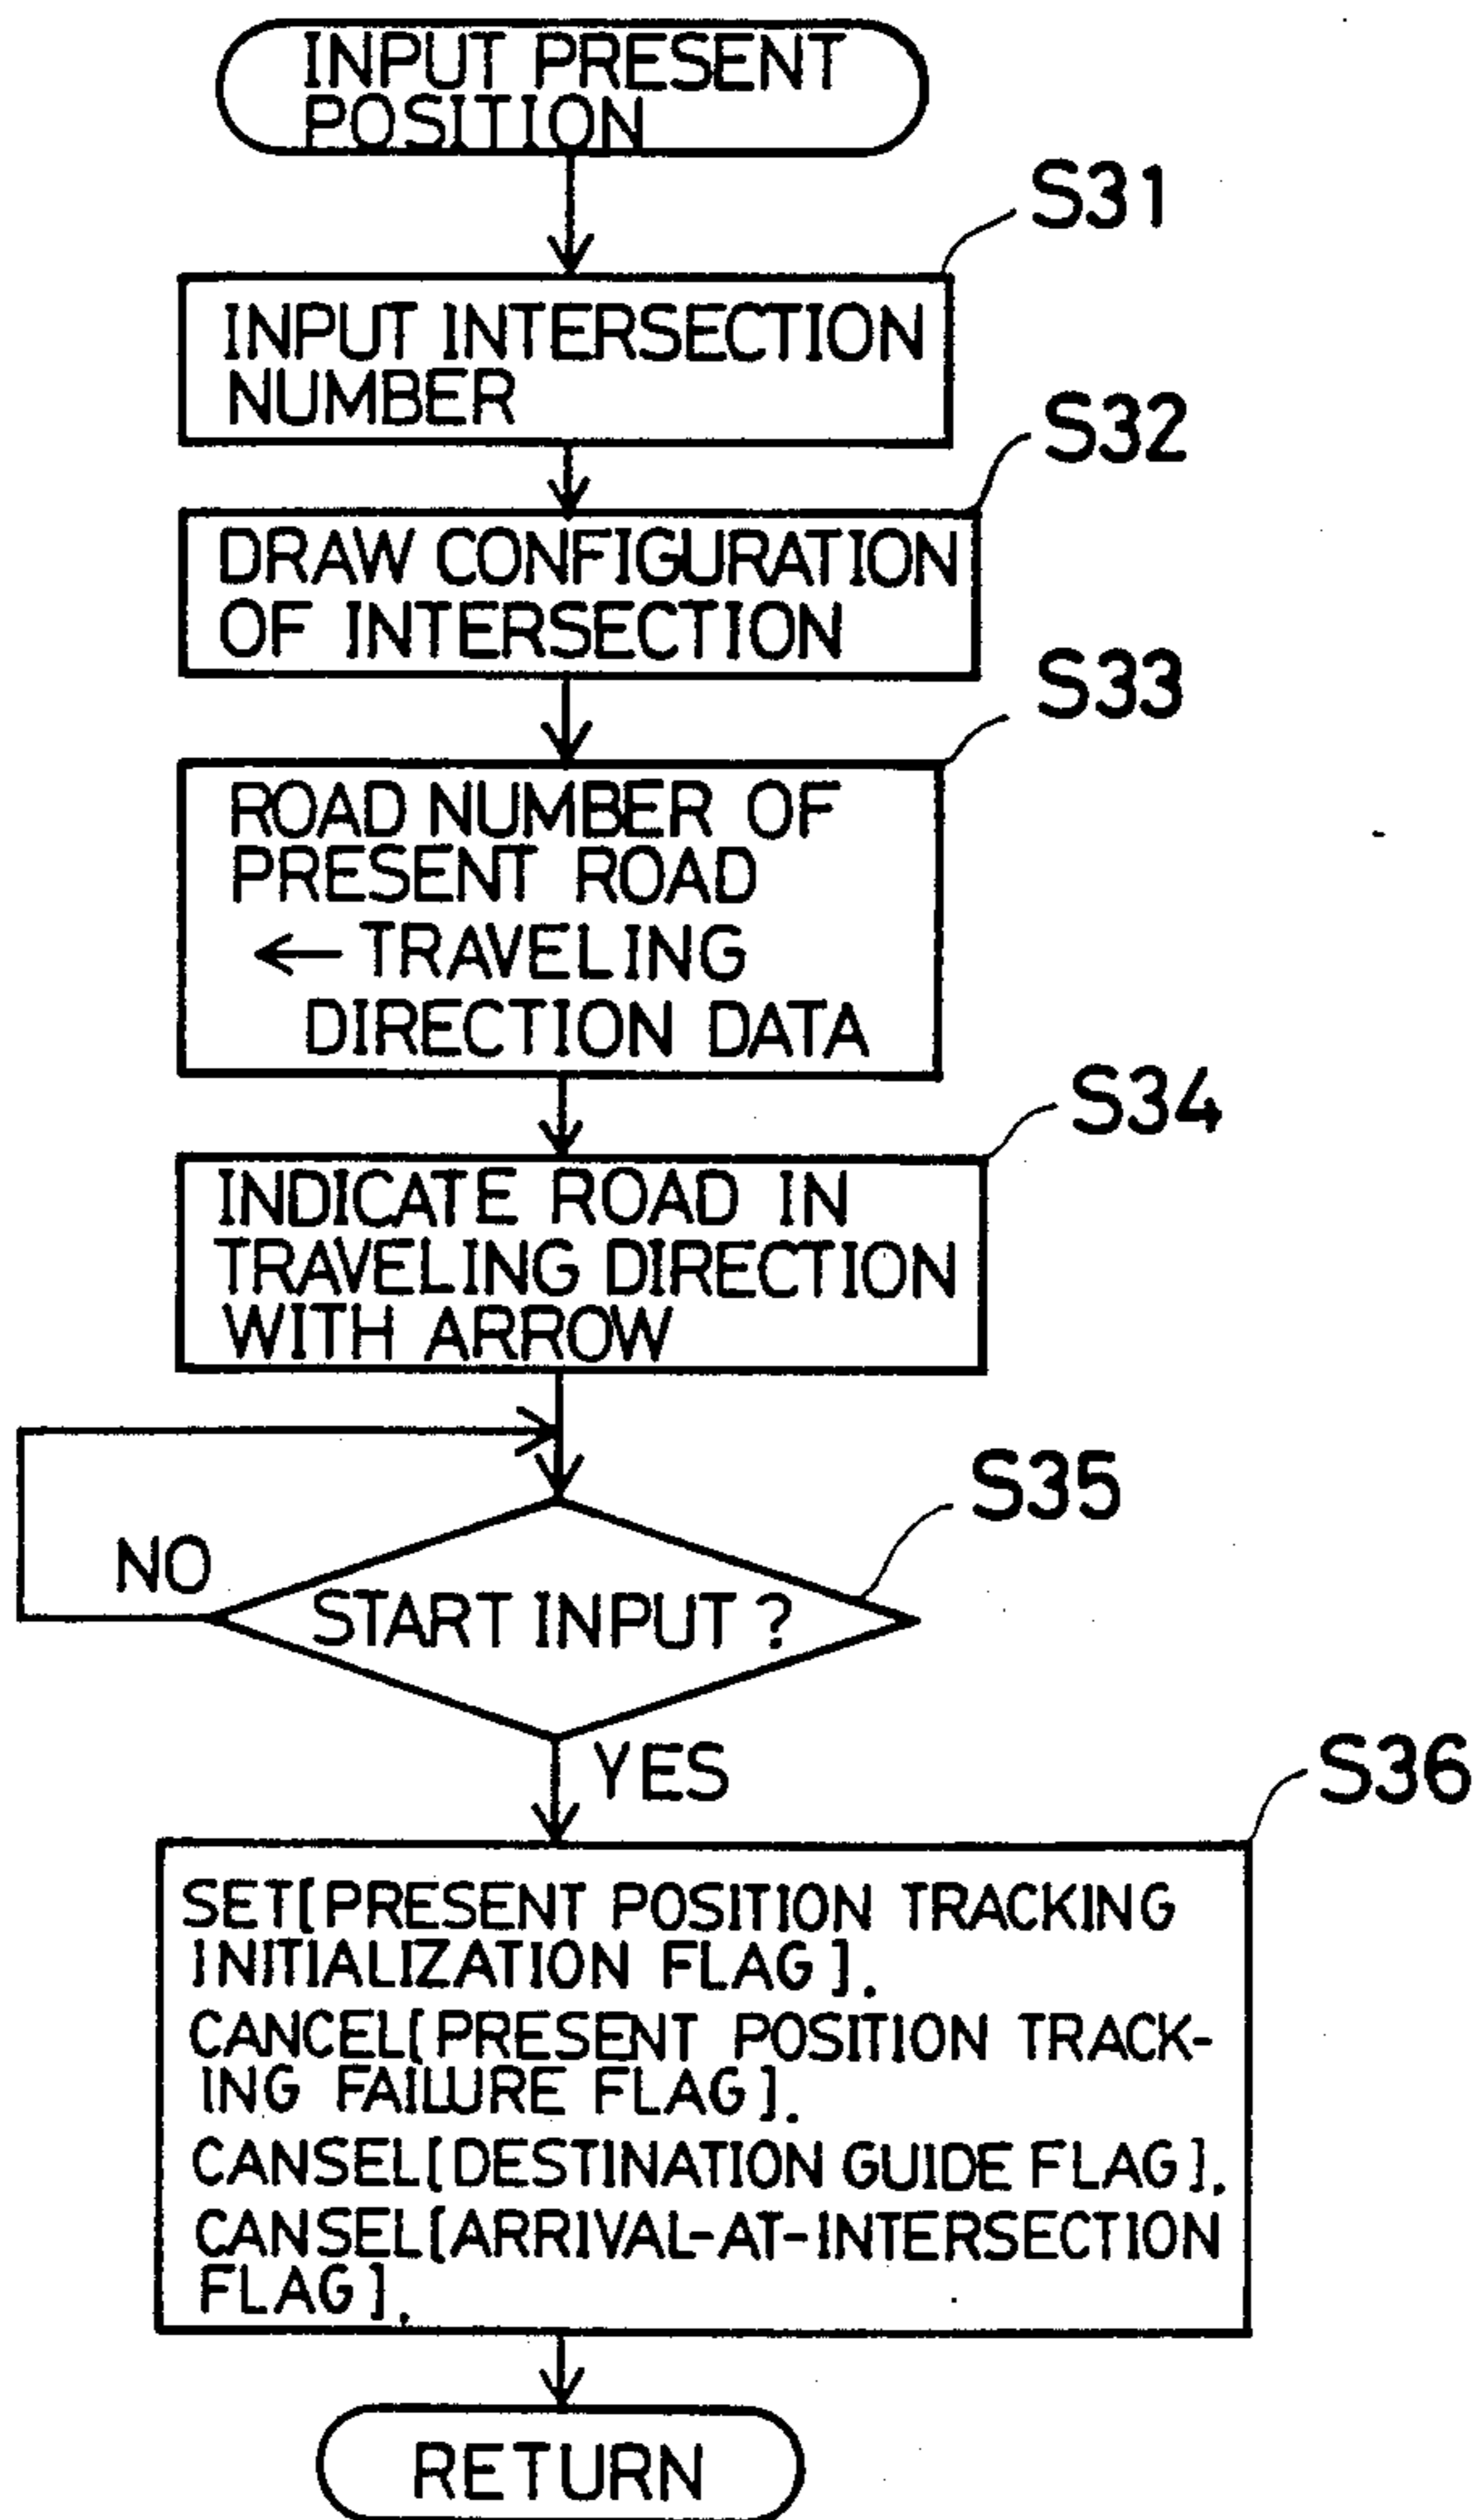 INPUT PRESENT
POSITION
S31
INPUT INTERSECTION
NUMBER
S32
DRAW CONFIGURATION
OF INTERSECTION
S33
ROAD NUMBER OF
PRESENT ROAD
← TRAVELING
DIRECTION DATA
S34
INDICATE ROAD IN
TRAVELING DIRECTION
WITH ARROW
S35
NO
START INPUT ?
YES
S36
SET[PRESENT POSITION TRACKING
INITIALIZATION FLAG].
CANCEL[PRESENT POSITION TRACK-
ING FAILURE FLAG].
CANSEL[DESTINATION GUIDE FLAG].
CANSEL[ARRIVAL-AT-INTERSECTION
FLAG].
RETURN